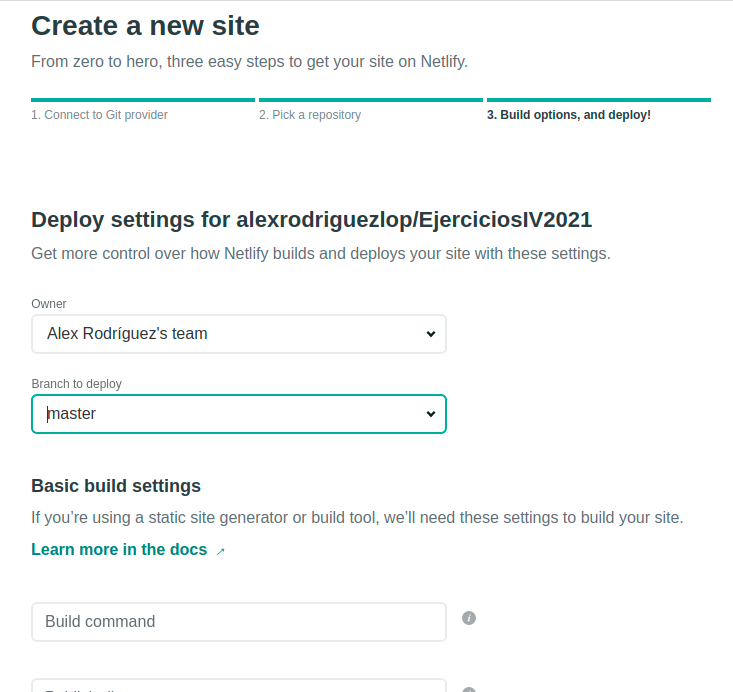 Create a new site
From zero to hero, three easy steps to get your site on Netlify.
1. Connect to Git provider
2. Pick a repository
3. Build options, and deploy!
Deploy settings for alexrodriguezlop/EjerciciosIV2021
Get more control over how Netlify builds and deploys your site with these settings.
Owner
Alex Rodríguez's team
Branch to deploy
master
Basic build settings
If you’re using a static site generator or build tool, we’ll need these settings to build your site.
Learn more in the docs ↗
Build command